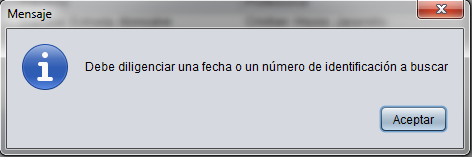 Mensaje
Debe diligenciar una fecha o un número de identificación a buscar
Aceptar